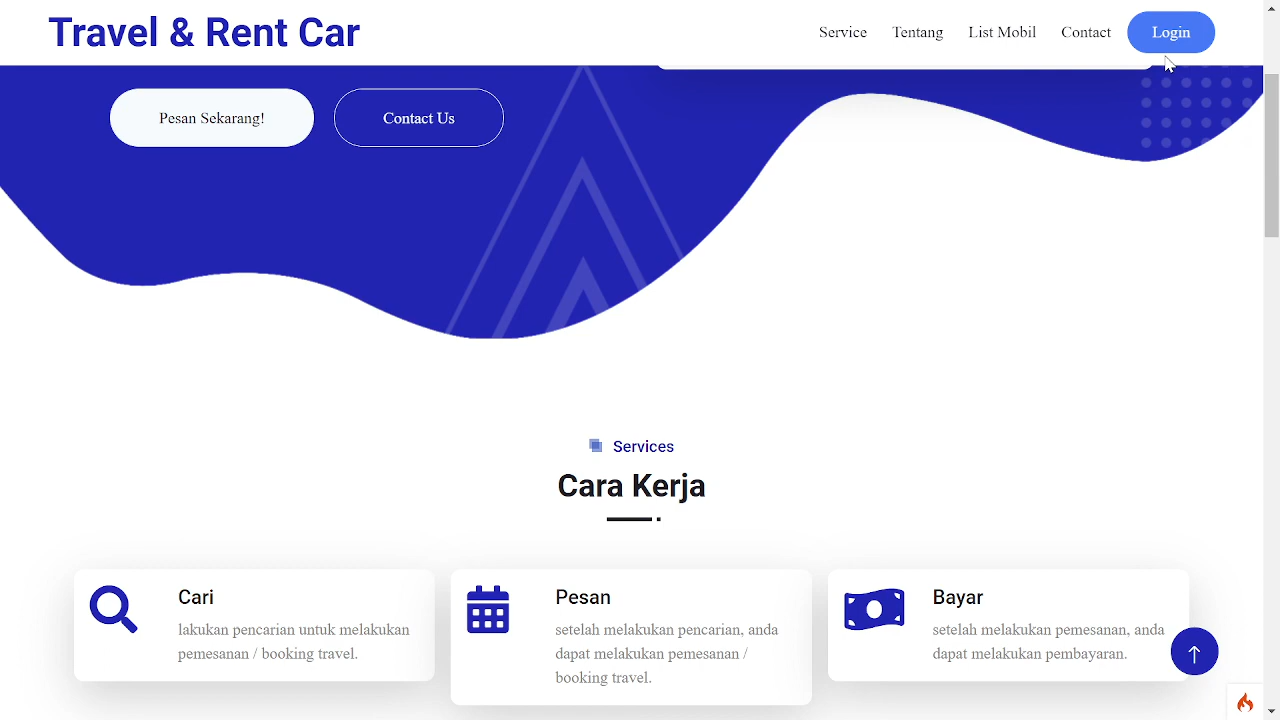 Travel & Rent Car
Service Tentang List Mobil Contact Login
Pesan Sekarang! Contact Us
Services
Cara Kerja
Cari
lakukan pencarian untuk melakukan
pemesanan / booking travel.
Pesan
setelah melakukan pencarian, anda
dapat melakukan pemesanan /
booking travel.
Bayar
setelah melakukan pemesanan, anda
dapat melakukan pembayaran.